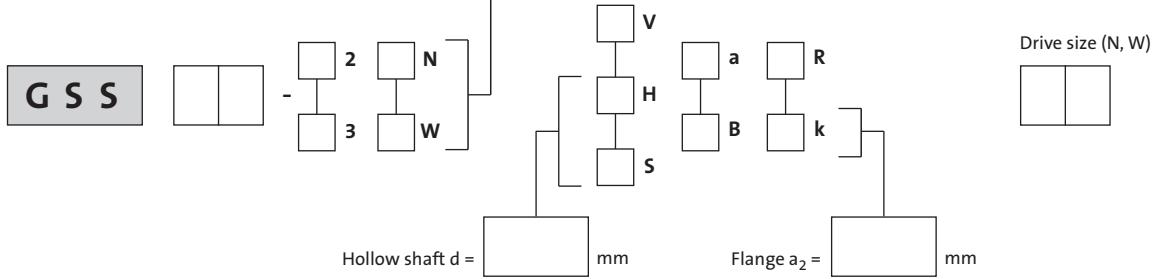 V
Drive size (N, W)
2 N a R
G S S - H
3 W B k
S
Hollow shaft d = mm Flange a₂ = mm